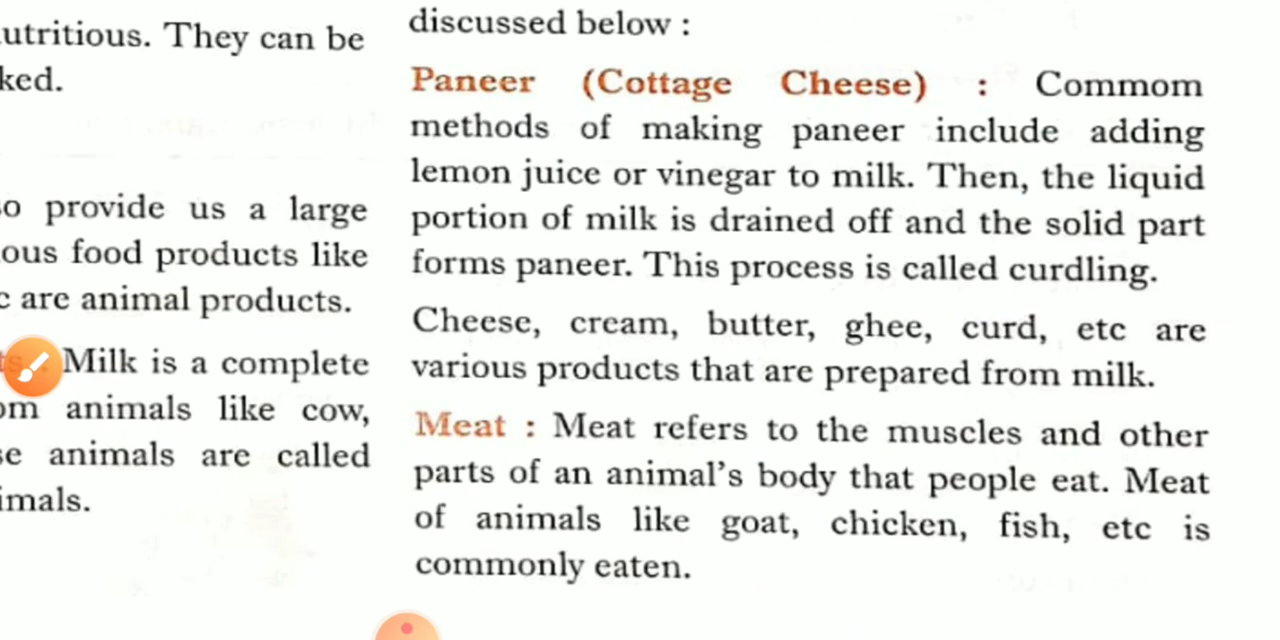 utritious. They can be
ked.
so provide us a large
ous food products like
c are animal products.
Milk is a complete
om animals like cow,
se animals are called
imals.
discussed below :
Paneer (Cottage Cheese) : Commom
methods of making paneer include adding
lemon juice or vinegar to milk. Then, the liquid
portion of milk is drained off and the solid part
forms paneer. This process is called curdling.
Cheese, cream, butter, ghee, curd, etc are
various products that are prepared from milk.
Meat : Meat refers to the muscles and other
parts of an animal's body that people eat. Meat
of animals like goat, chicken, fish, etc is
commonly eaten.